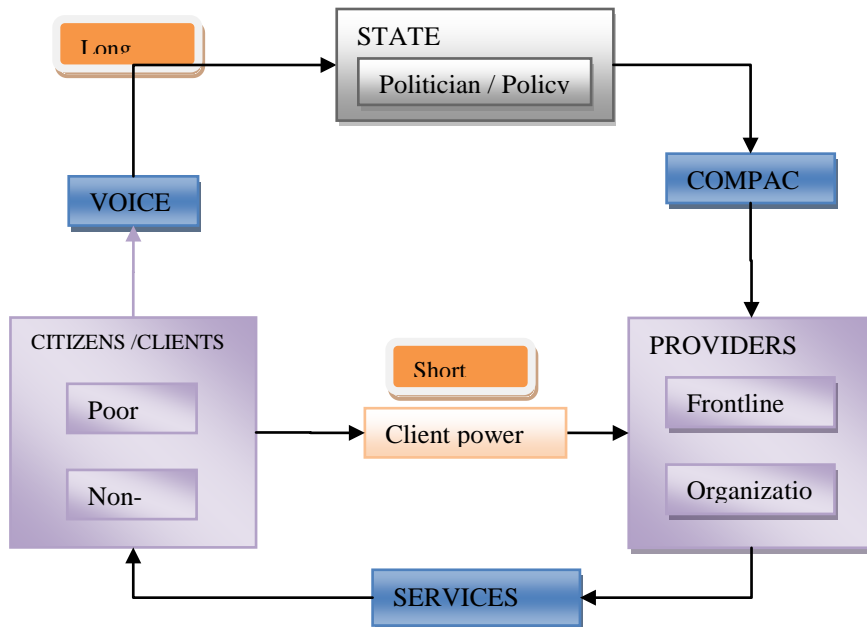 Long
STATE
Politician / Policy
VOICE
COMPAC
CITIZENS /CLIENTS
Poor
Non-
Short
Client power
PROVIDERS
Frontline
Organizatio
SERVICES